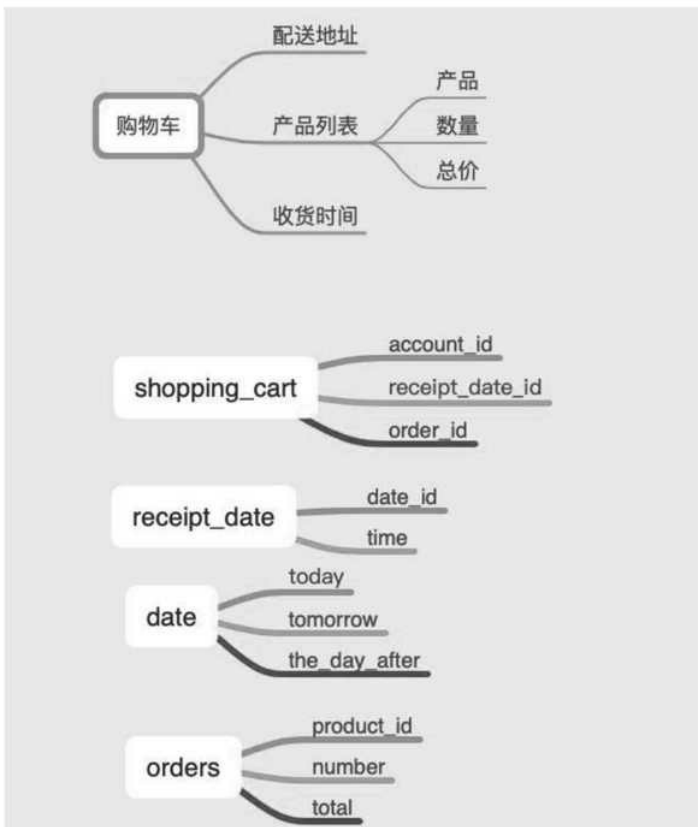 配送地址
购物车
产品列表
产品
数量
总价
收货时间
shopping_cart
account_id
receipt_date_id
order_id
receipt_date
date_id
time
date
today
tomorrow
the_day_after
orders
product_id
number
total